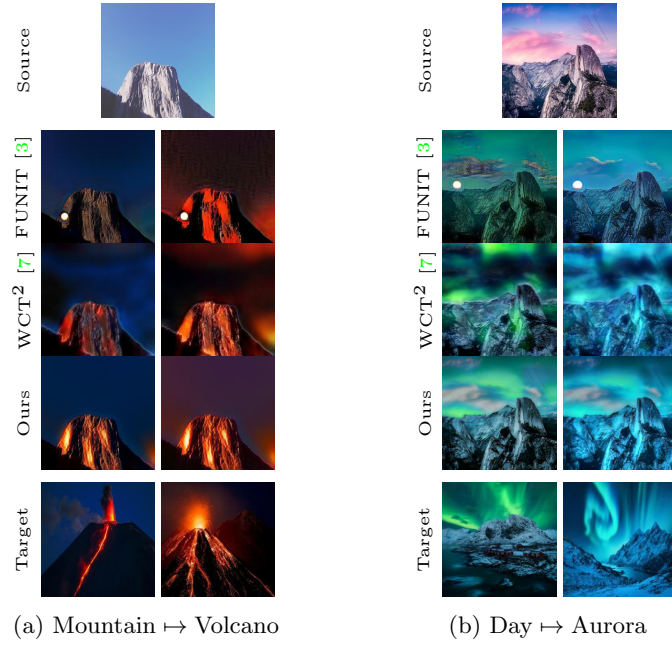 Source
FUNIT [3]
WCT² [7]
Ours
Target
(a) Mountain ↦ Volcano
Source
FUNIT [3]
WCT² [7]
Ours
Target
(b) Day ↦ Aurora